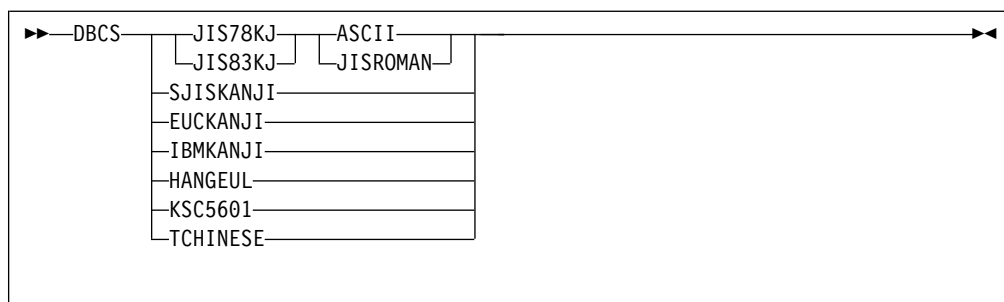 DBCS JIS78KJ ASCII
JIS83KJ JISROMAN
SJISKANJI
EUCKANJI
IBMKANJI
HANGEUL
KSC5601
TCHINESE